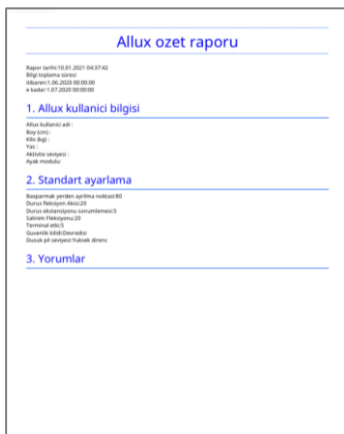 Allux ozet raporu
Rapor tarihi:10.01.2021 04:37:42
Bilgi toplama süresi
itibaren:1.06.2020 00:00:00
e kadar:1.07.2020 00:00:00
1. Allux kullanici bilgisi
Allux kullanici adi :
Boy (cm) :
Kilo (kg) :
Yas :
Aktivite seviyesi :
Ayak modulu:
2. Standart ayarlama
Basparmak yerden ayrilma noktasi:80
Durus fleksiyon Akisi:20
Durus ekstansiyonu sonumlemesi:5
Salinim Fleksiyonu:20
Terminal etki:5
Guvenlik kilidi:Devredisi
Dusuk pil seviyesi:Yuksek direnc
3. Yorumlar